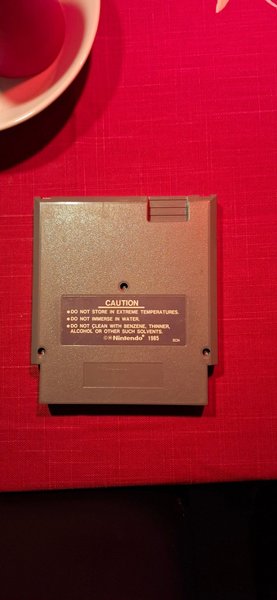 CAUTION
●DO NOT STORE IN EXTREME TEMPERATURES.
●DO NOT IMMERSE IN WATER.
●DO NOT CLEAN WITH BENZENE, THINNER,
ALCOHOL OR OTHER SUCH SOLVENTS.
©®Nintendo® 1985 SCN